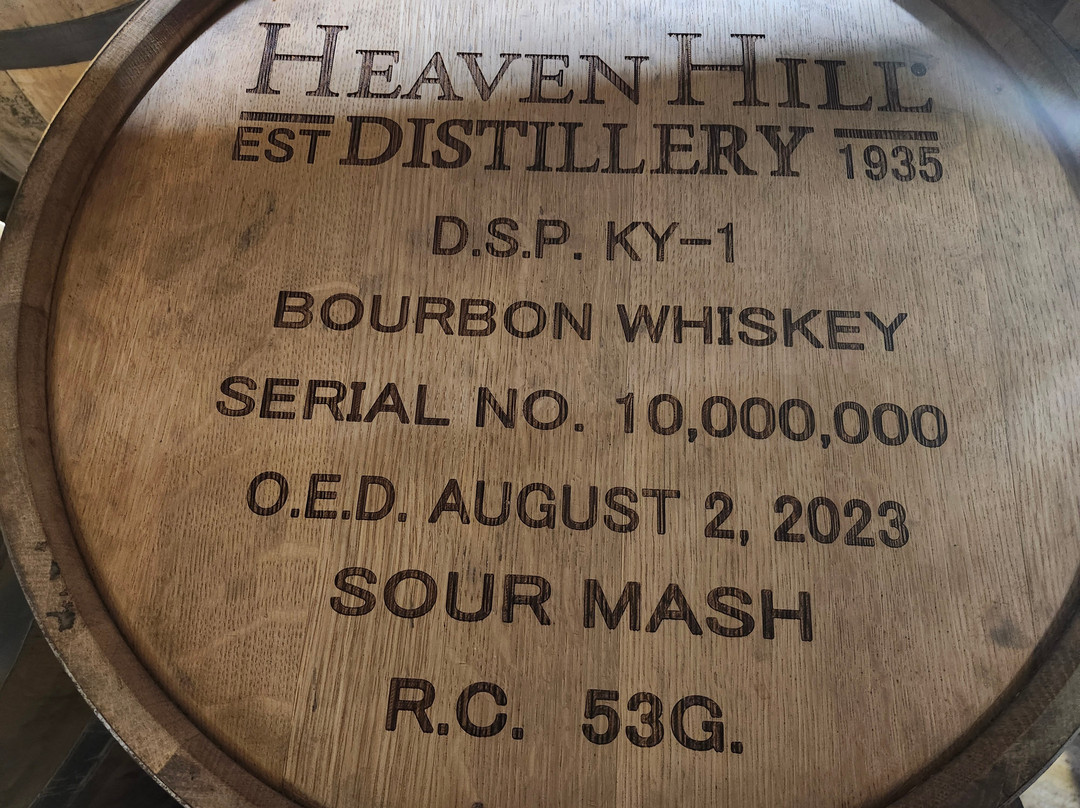 HEAVEN HILL®
EST DISTILLERY 1935
D.S.P. KY-1
BOURBON WHISKEY
SERIAL NO. 10,000,000
O.E.D. AUGUST 2, 2023
SOUR MASH
R.C. 53G.